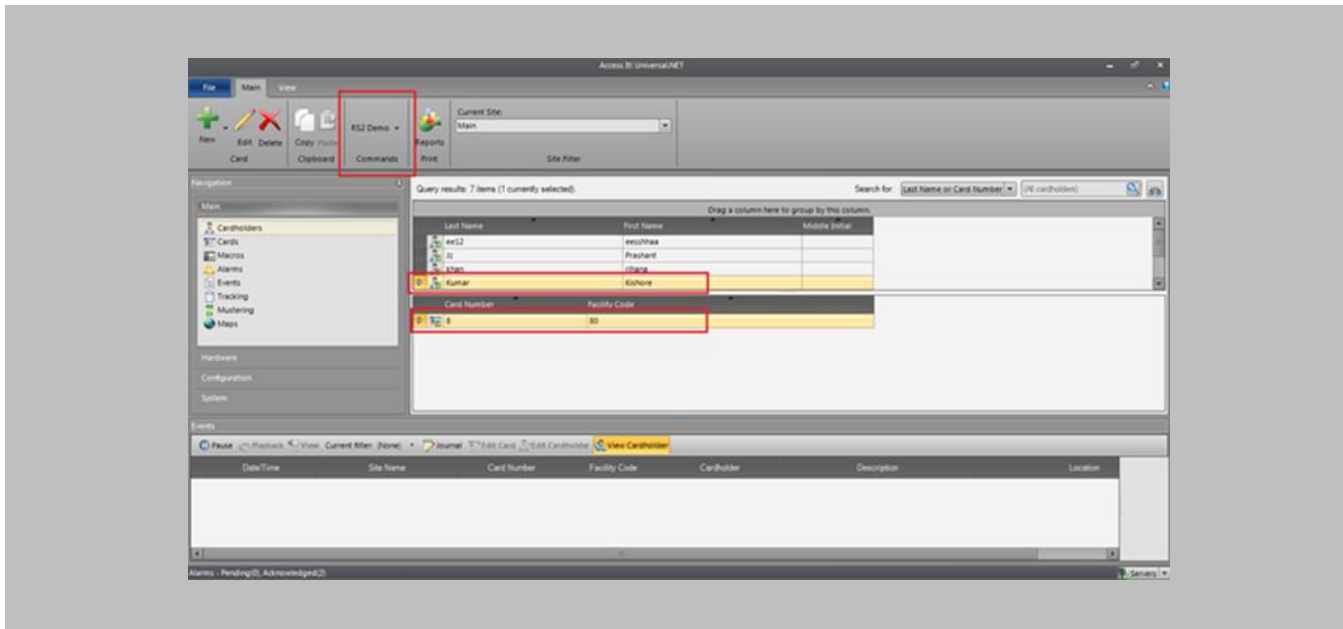 Access It! Universal.NET
File Main View
New Edit Delete Copy Paste RS2 Demo Reports
Current Site:
Main
Card Clipboard Commands Print Site Filter
Navigation
Main
Cardholders
Cards
Macros
Alarms
Events
Tracking
Mustering
Maps
Hardware
Configuration
System
Query results: 7 items (1 currently selected).
Search for: Last Name or Card Number (All cardholders)
Drag a column here to group by this column.
Last Name First Name Middle Initial
ee12 eesshhaa
Prashant
khan rihana
Kumar Kishore
Card Number Facility Code
8 80
Events
Pause Playback View Current filter: (None) Journal Edit Card Edit Cardholder View Cardholder
Date/Time Site Name Card Number Facility Code Cardholder Description Location
Alarms - Pending(0), Acknowledged(2)
Servers